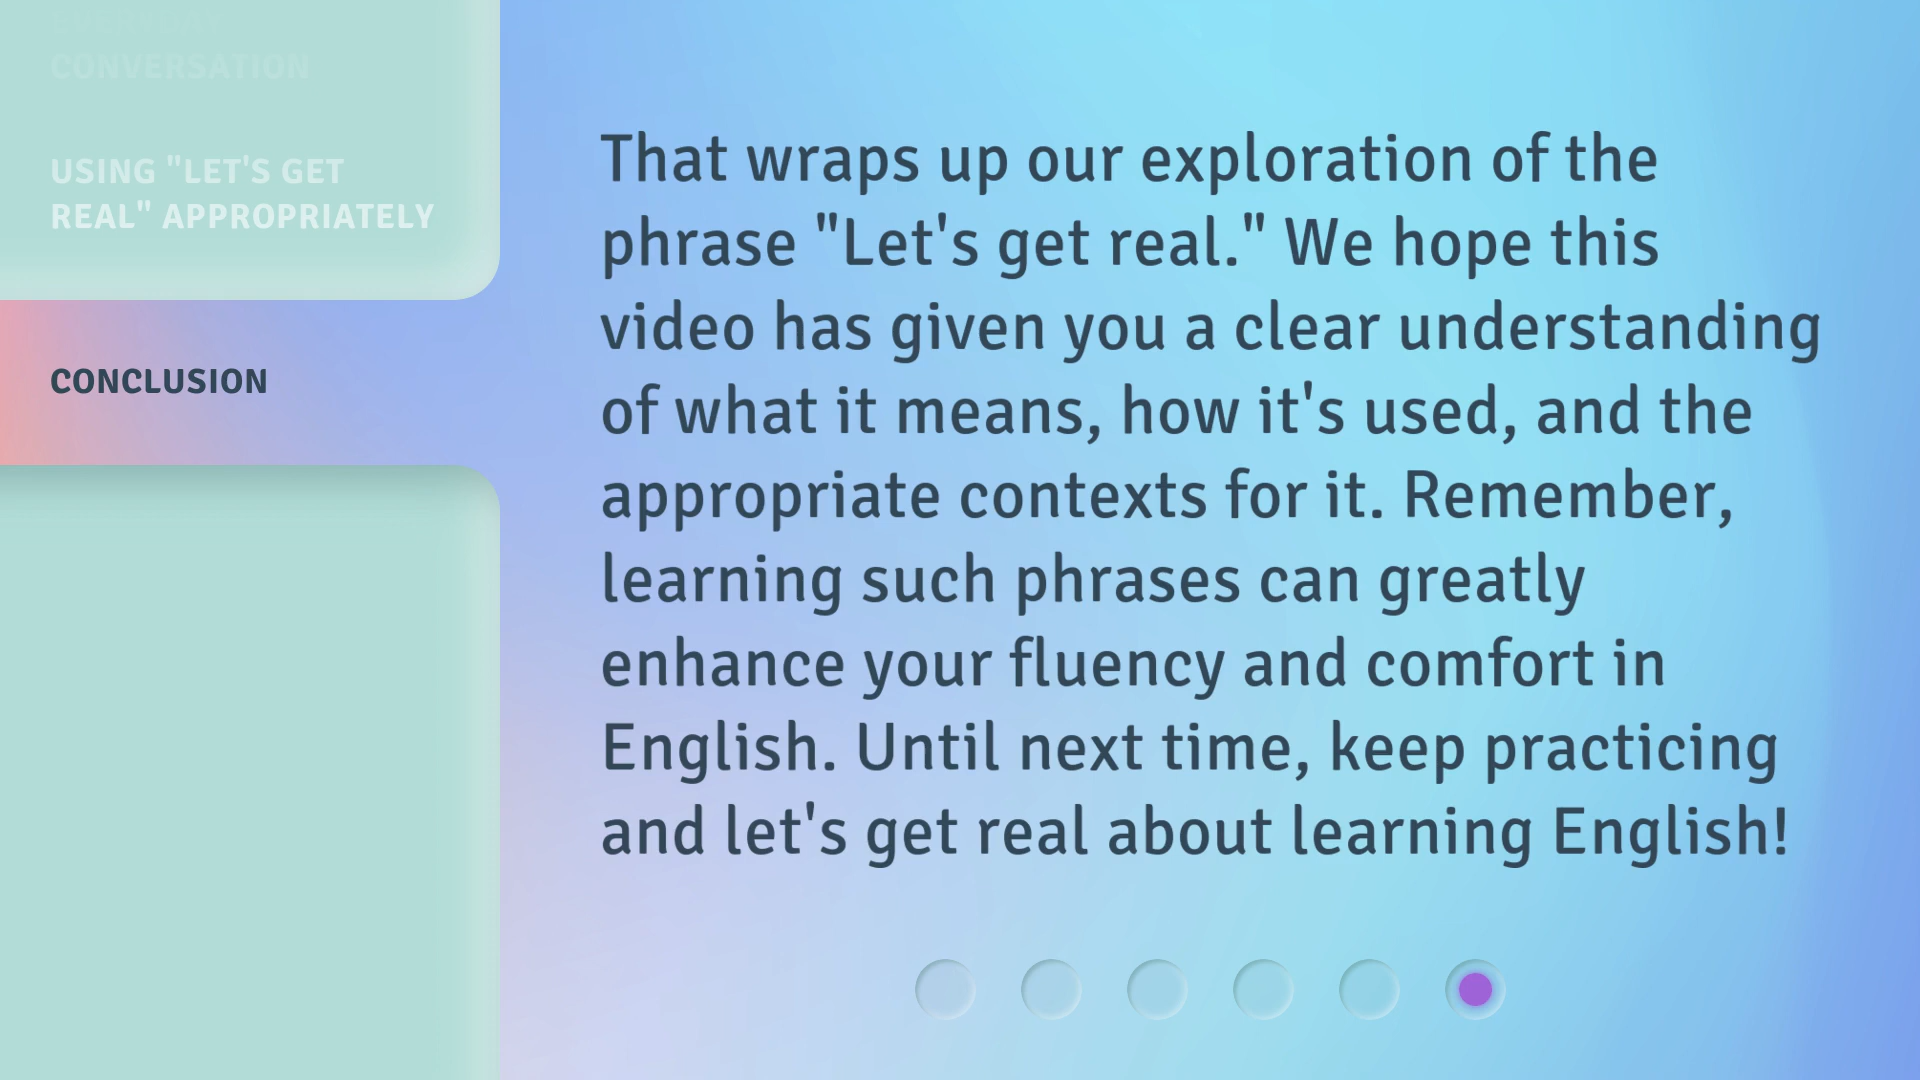 CONVERSATION
USING "LET'S GET
REAL" APPROPRIATELY
CONCLUSION
That wraps up our exploration of the
phrase "Let's get real." We hope this
video has given you a clear understanding
of what it means, how it's used, and the
appropriate contexts for it. Remember,
learning such phrases can greatly
enhance your fluency and comfort in
English. Until next time, keep practicing
and let's get real about learning English!